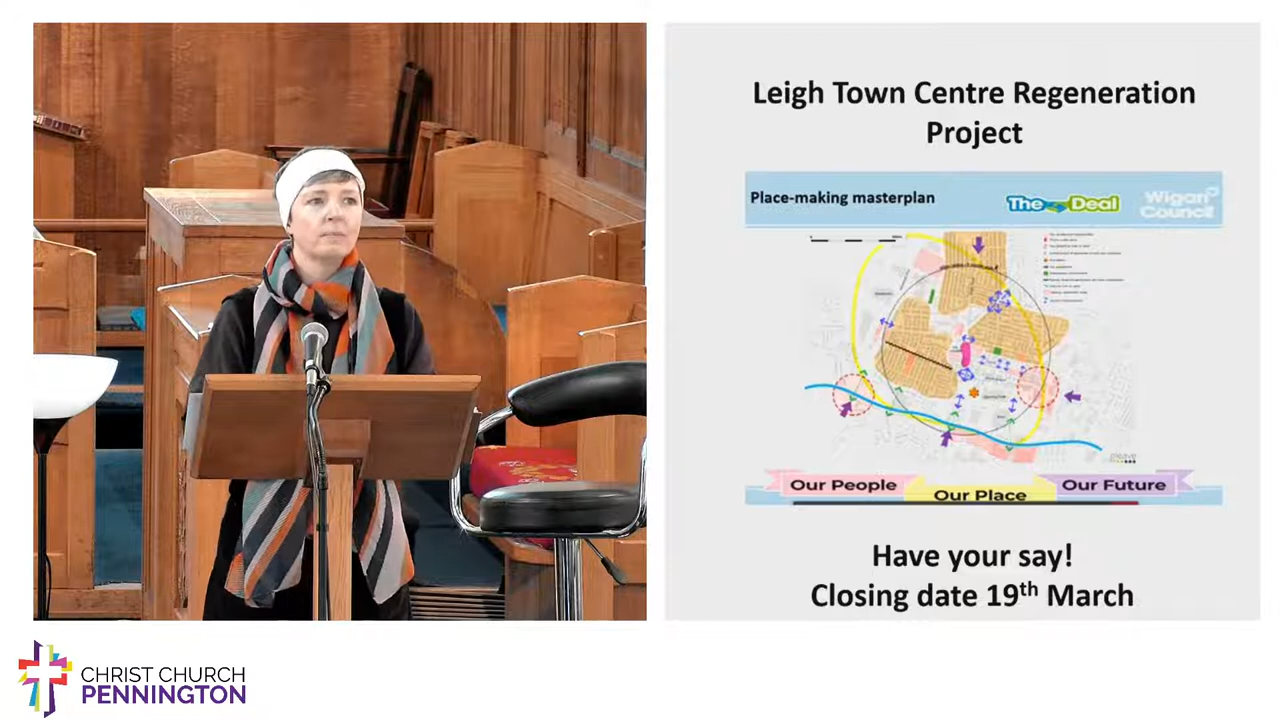 Leigh Town Centre Regeneration
Project
Place-making masterplan
The Deal
Wigan
Council
Our People
Our Place
Our Future
Have your say!
Closing date 19th March
CHRIST CHURCH
PENNINGTON